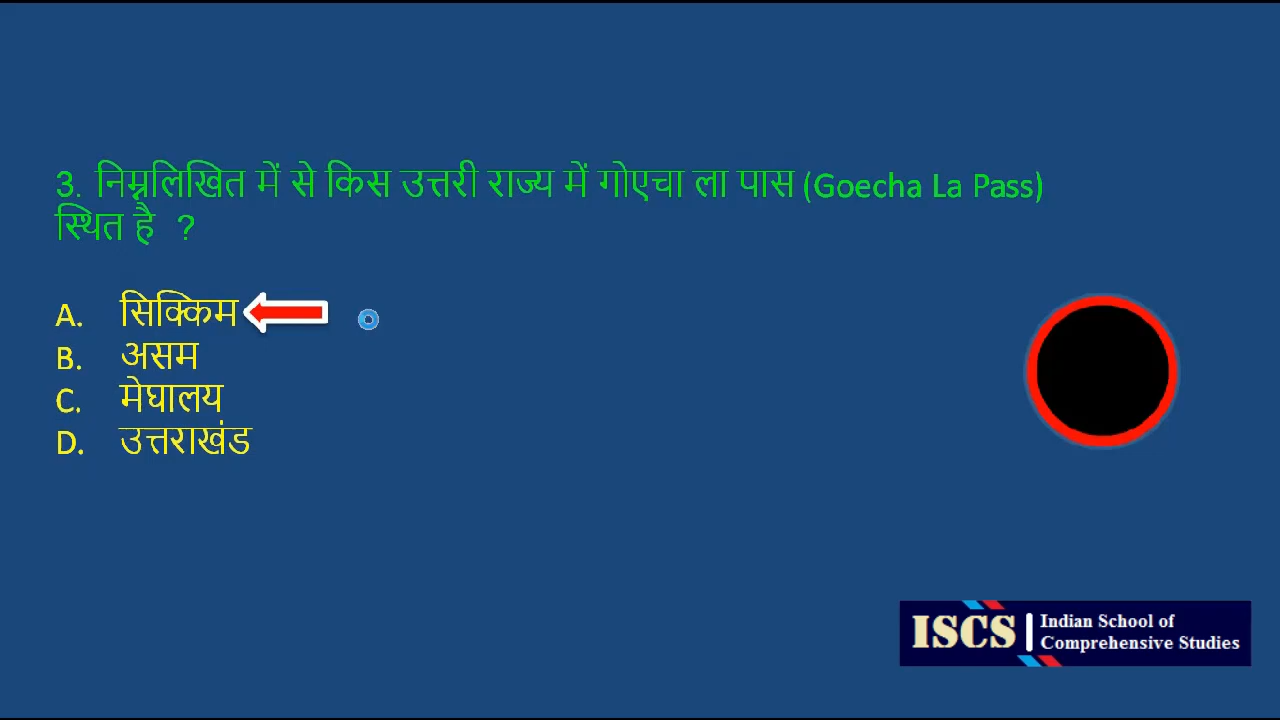 3. निम्नलिखित में से किस उत्तरी राज्य में गोएचा ला पास (Goecha La Pass)
स्थित है ?
A. सिक्किम
B. असम
C. मेघालय
D. उत्तराखंड
ISCS
Indian School of
Comprehensive Studies